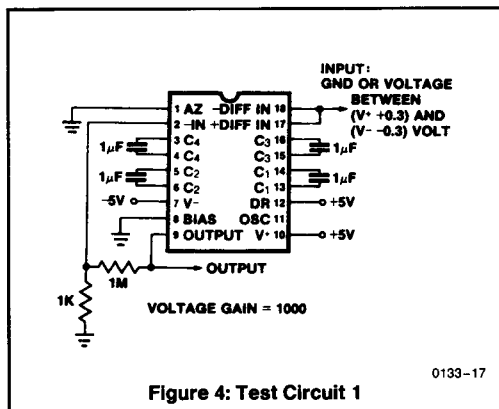 INPUT:
GND OR VOLTAGE
BETWEEN
(V+ +0.3) AND
(V- -0.3) VOLT
1 AZ -DIFF IN 18
2 -IN +DIFF IN 17
3 C4 C3 16
1µF 1µF
4 C4 C3 15
5 C2 C1 14
1µF 1µF
6 C2 C1 13
-5V 7 V- DR 12 +5V
8 BIAS OSC 11
9 OUTPUT V+ 10 +5V
1M OUTPUT
1K
VOLTAGE GAIN = 1000
0133-17
Figure 4: Test Circuit 1